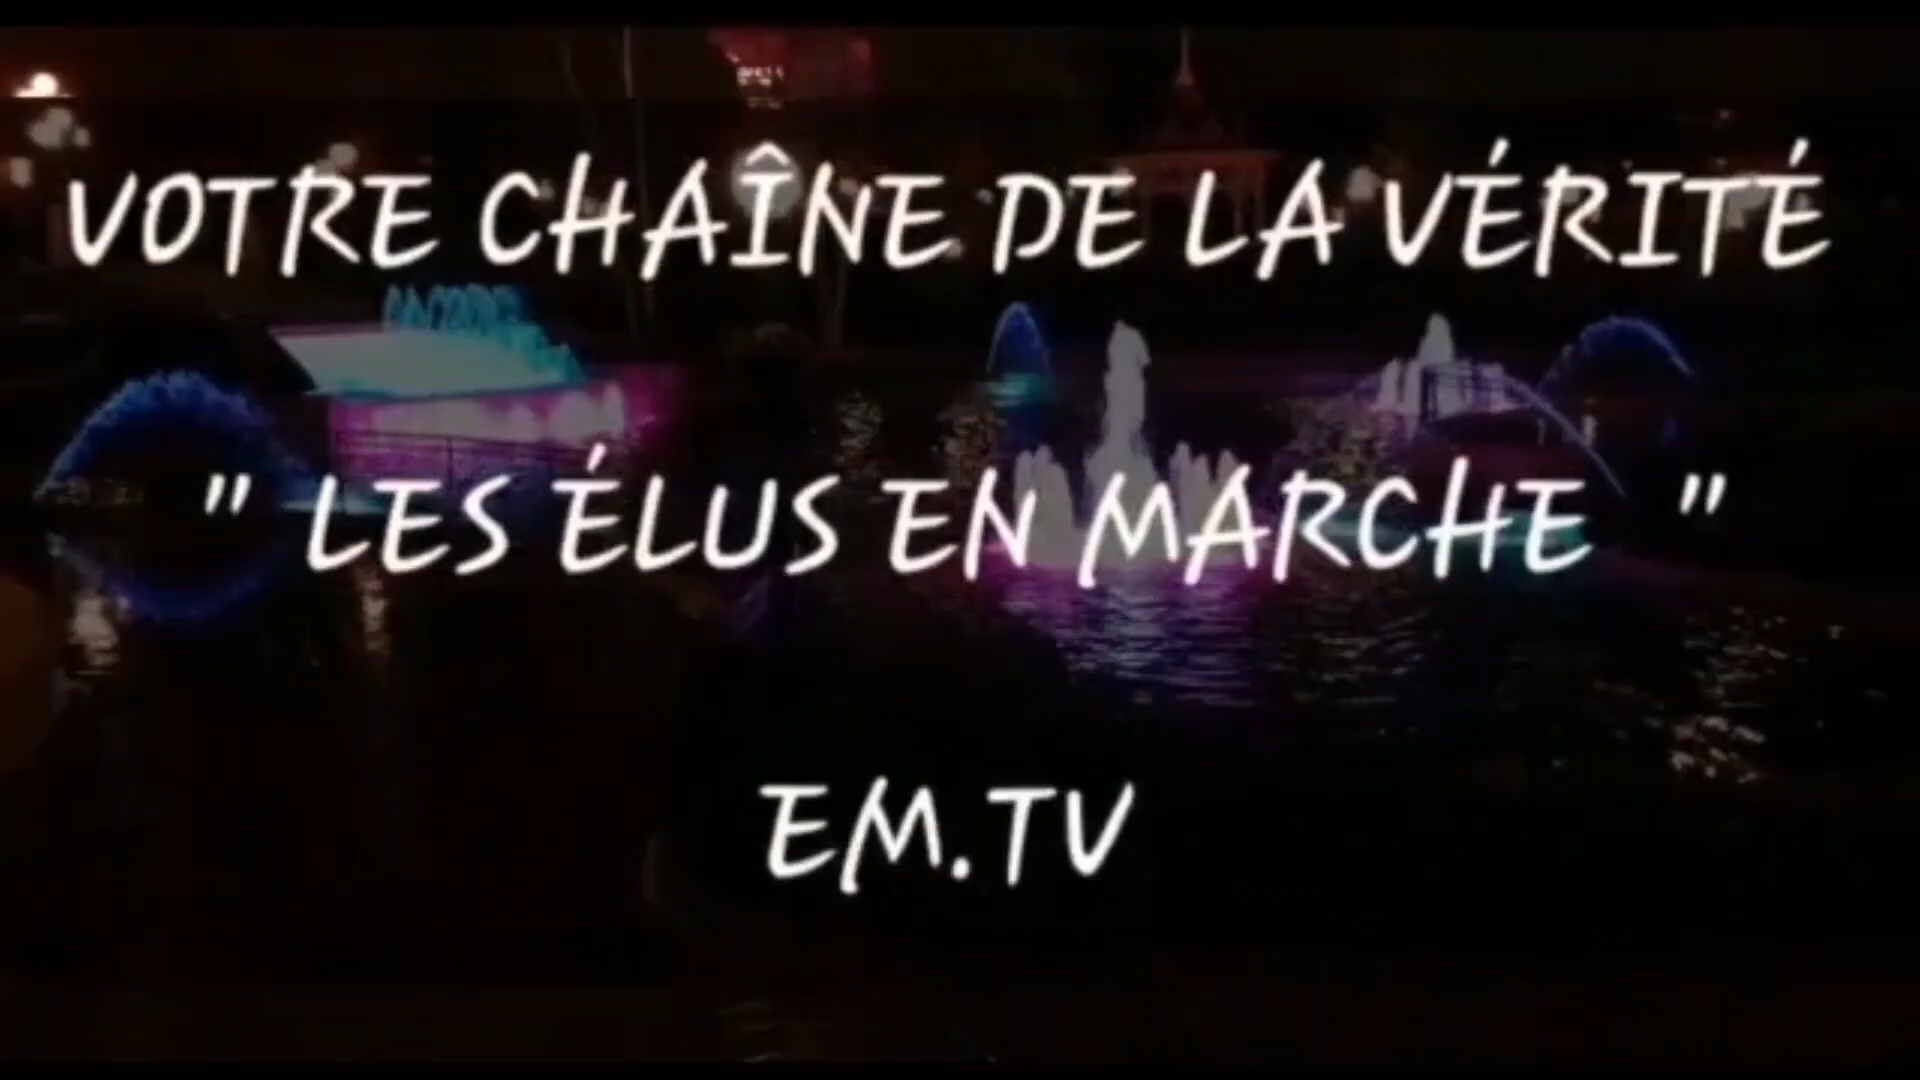 VOTRE CHAÎNE DE LA VÉRITÉ
" LES ÉLUS EN MARCHE "
EM.TV